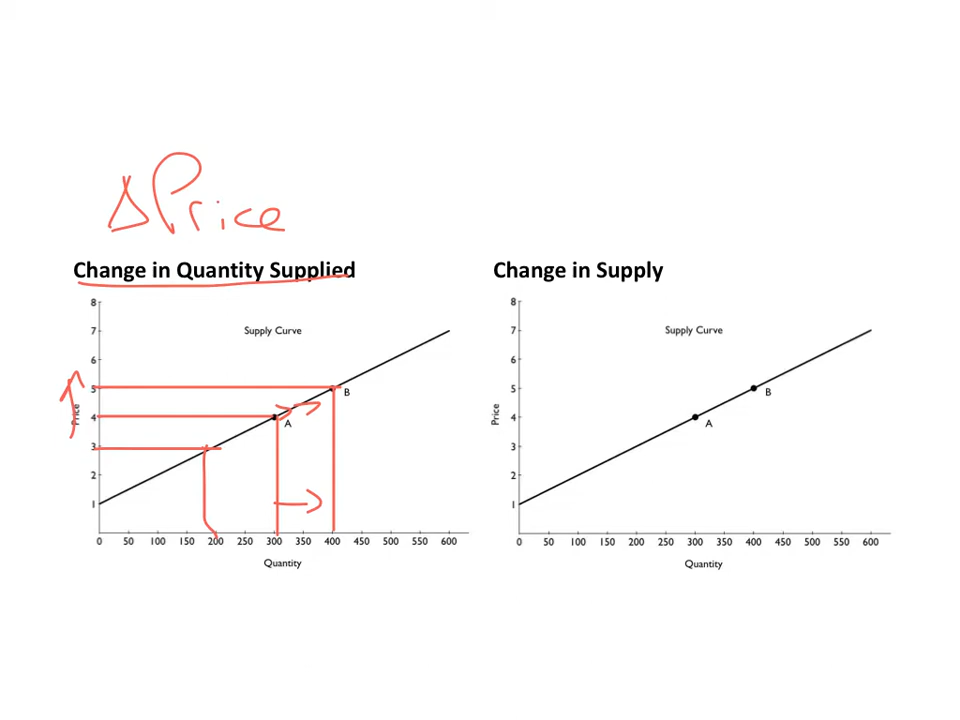 ΔPrice
Change in Quantity Supplied
8
7
6
5
4
3
2
1
Price
Supply Curve
B
A
0 50 100 150 200 250 300 350 400 450 500 550 600
Quantity
Change in Supply
8
7
6
5
4
3
2
1
Price
Supply Curve
B
A
0 50 100 150 200 250 300 350 400 450 500 550 600
Quantity